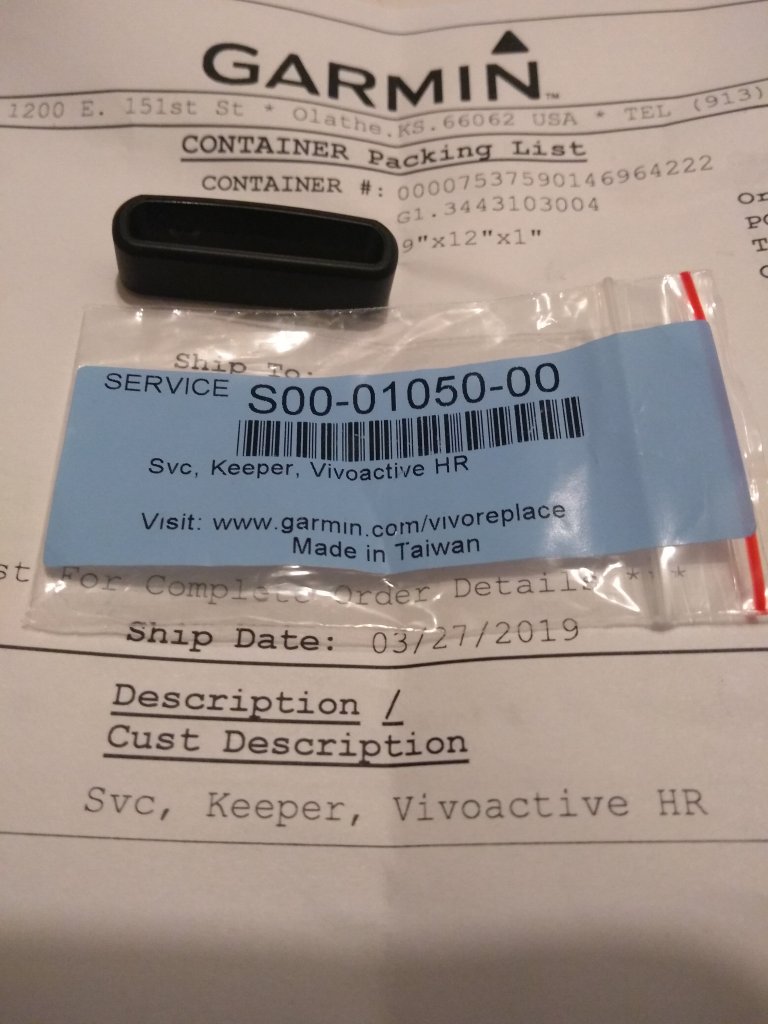 GARMIN™
1200 E. 151st St * Olathe, KS. 66062 USA * TEL (913)
CONTAINER Packing List
CONTAINER #: 00007537590146964222
G1.3443103004
9"x12"x1"
Ship To:
SERVICE S00-01050-00
Svc, Keeper, Vivoactive HR
Visit: www.garmin.com/vivoreplace
Made in Taiwan
For Complete Order Details ***
Ship Date: 03/27/2019
Description /
Cust Description
Svc, Keeper, Vivoactive HR